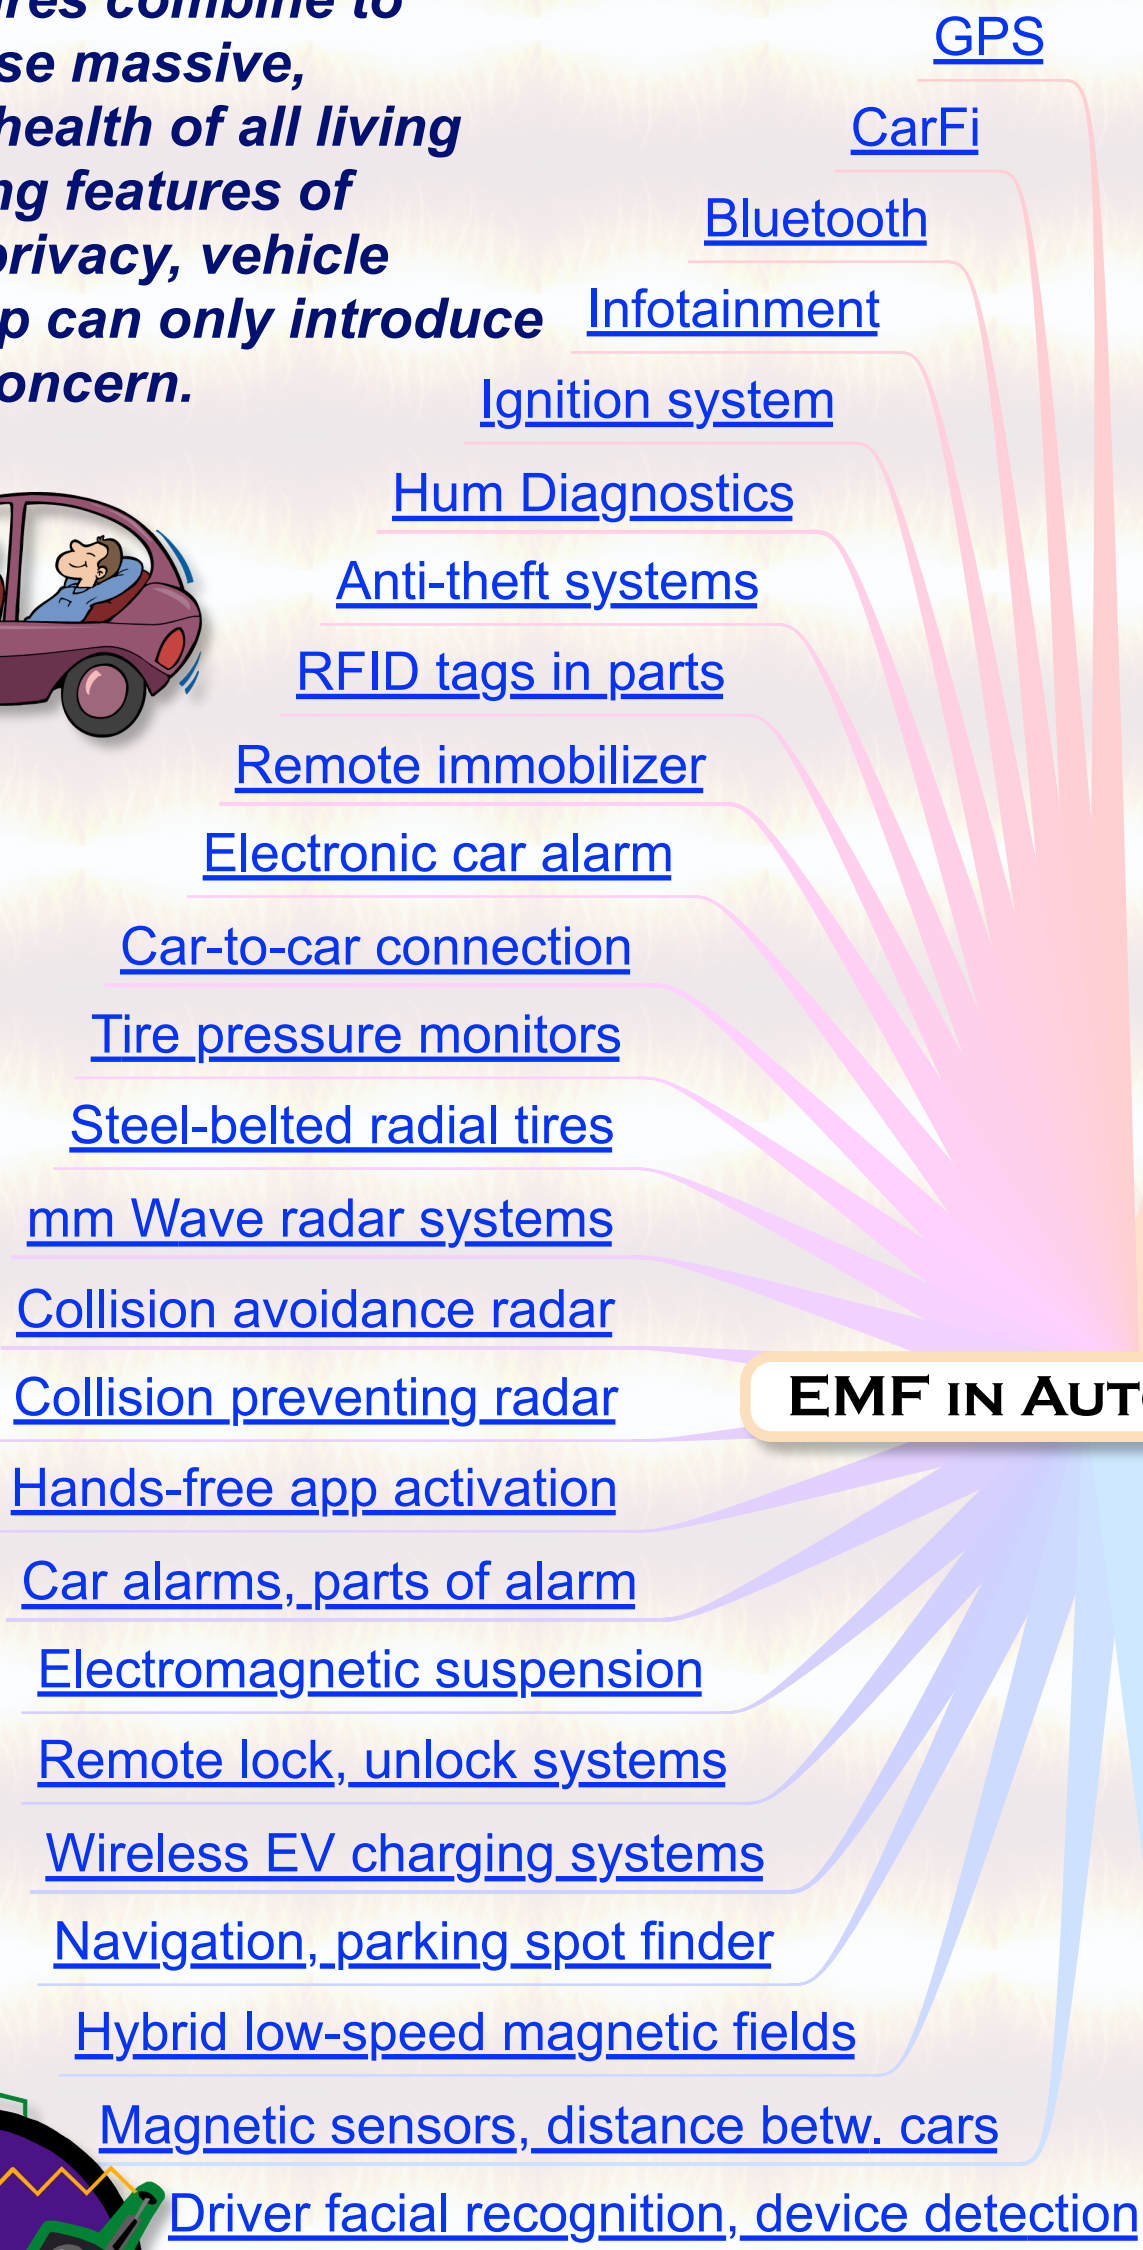 res combine to
se massive,
health of all living
ng features of
privacy, vehicle
p can only introduce
oncern.
GPS
CarFi
Bluetooth
Infotainment
Ignition system
Hum Diagnostics
Anti-theft systems
RFID tags in parts
Remote immobilizer
Electronic car alarm
Car-to-car connection
Tire pressure monitors
Steel-belted radial tires
mm Wave radar systems
Collision avoidance radar
Collision preventing radar
EMF in Aut
Hands-free app activation
Car alarms, parts of alarm
Electromagnetic suspension
Remote lock, unlock systems
Wireless EV charging systems
Navigation, parking spot finder
Hybrid low-speed magnetic fields
Magnetic sensors, distance betw. cars
Driver facial recognition, device detection